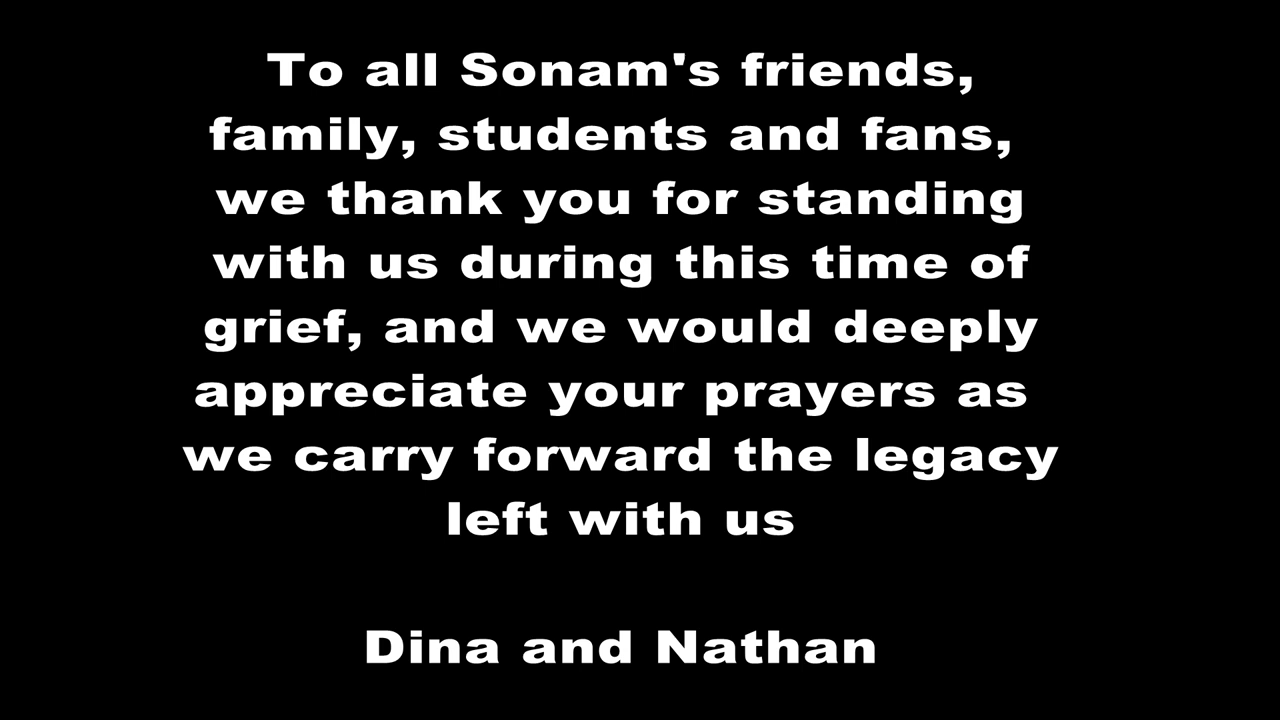 To all Sonam's friends,
family, students and fans,
we thank you for standing
with us during this time of
grief, and we would deeply
appreciate your prayers as
we carry forward the legacy
left with us
Dina and Nathan